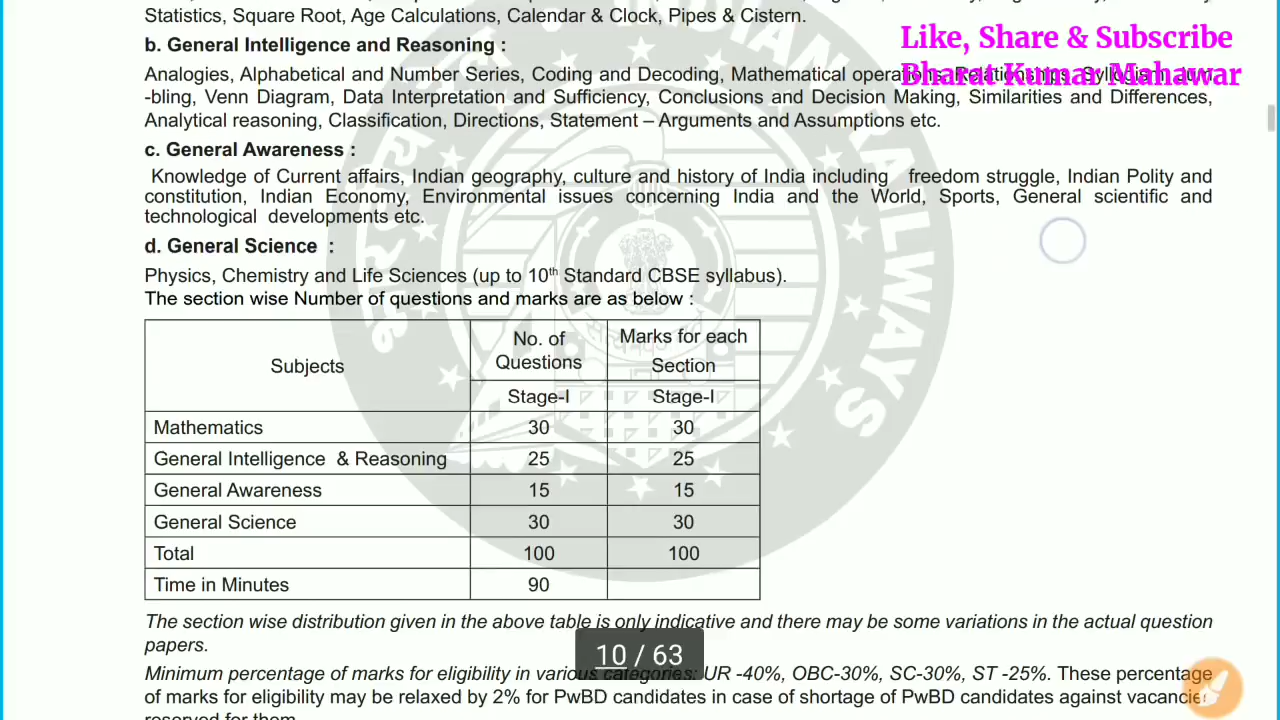 Statistics, Square Root, Age Calculations, Calendar & Clock, Pipes & Cistern.
Like, Share & Subscribe
Bharat Kumar Mahawar
b. General Intelligence and Reasoning :
Analogies, Alphabetical and Number Series, Coding and Decoding, Mathematical operations, Relationships, Syllogism, Jum
-bling, Venn Diagram, Data Interpretation and Sufficiency, Conclusions and Decision Making, Similarities and Differences,
Analytical reasoning, Classification, Directions, Statement – Arguments and Assumptions etc.
c. General Awareness :
Knowledge of Current affairs, Indian geography, culture and history of India including freedom struggle, Indian Polity and
constitution, Indian Economy, Environmental issues concerning India and the World, Sports, General scientific and
technological developments etc.
d. General Science :
Physics, Chemistry and Life Sciences (up to 10th Standard CBSE syllabus).
The section wise Number of questions and marks are as below :
Subjects No. of Questions Marks for each Section
Stage-I Stage-I
Mathematics 30 30
General Intelligence & Reasoning 25 25
General Awareness 15 15
General Science 30 30
Total 100 100
Time in Minutes 90
The section wise distribution given in the above table is only indicative and there may be some variations in the actual question
papers.
10 / 63
Minimum percentage of marks for eligibility in various categories: UR -40%, OBC-30%, SC-30%, ST -25%. These percentage
of marks for eligibility may be relaxed by 2% for PwBD candidates in case of shortage of PwBD candidates against vacancies
reserved for them.
INDIAN RAILWAYS
भारतीय रेल